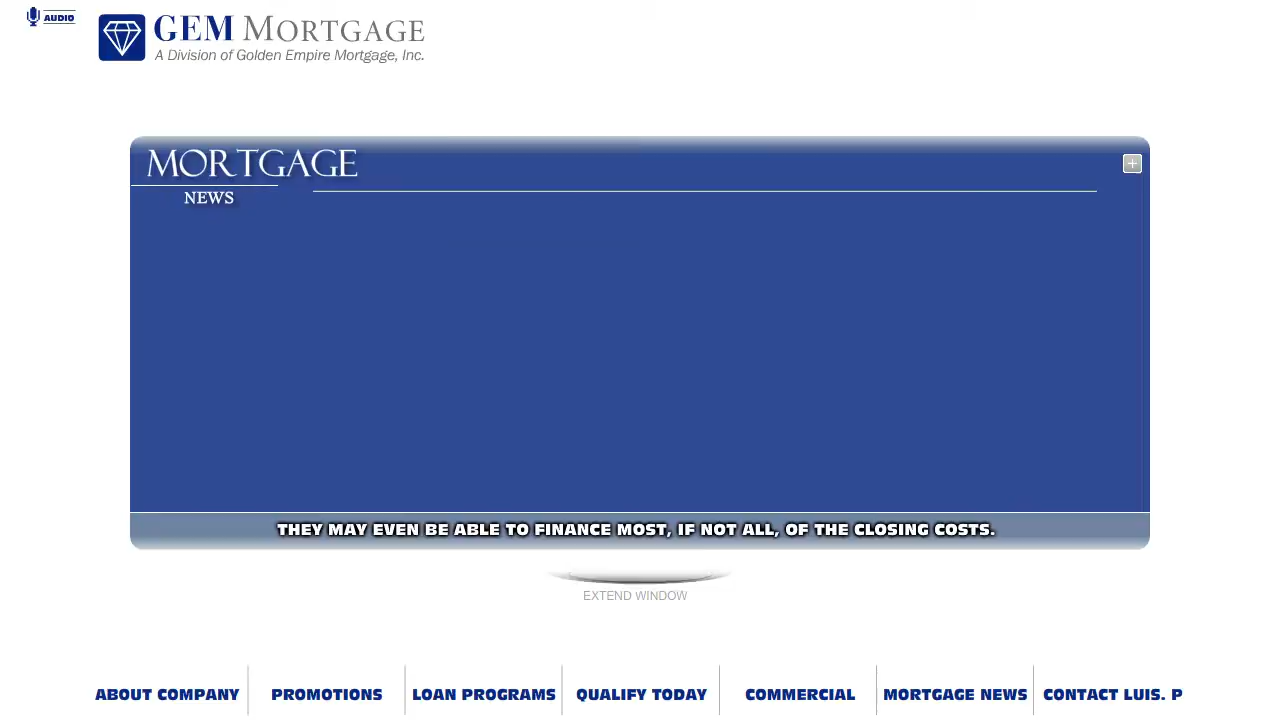 AUDIO
GEM MORTGAGE
A Division of Golden Empire Mortgage, Inc.
MORTGAGE
NEWS
THEY MAY EVEN BE ABLE TO FINANCE MOST, IF NOT ALL, OF THE CLOSING COSTS.
EXTEND WINDOW
ABOUT COMPANY
PROMOTIONS
LOAN PROGRAMS
QUALIFY TODAY
COMMERCIAL
MORTGAGE NEWS
CONTACT LUIS. P